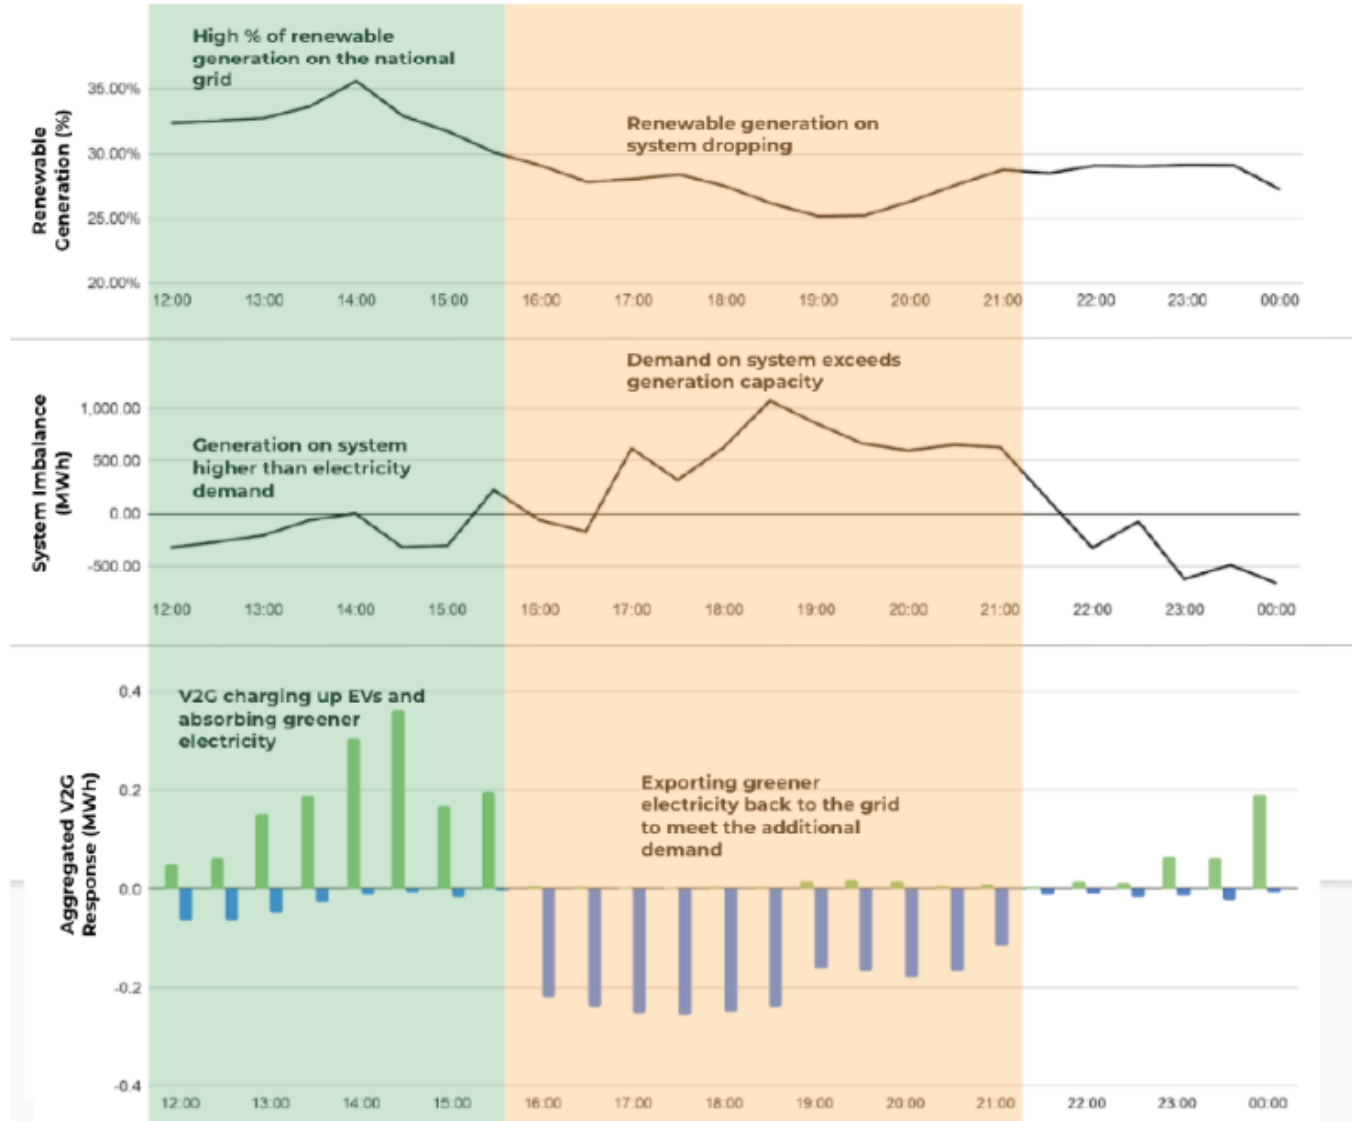 High % of renewable
generation on the national
grid
Renewable
Generation (%)
35.00%
30.00%
25.00%
20.00%
Renewable generation on
system dropping
12:00 13:00 14:00 15:00 16:00 17:00 18:00 19:00 20:00 21:00 22:00 23:00 00:00
Demand on system exceeds
generation capacity
System Imbalance
(MWh)
1,000.00
500.00
0.00
-500.00
Generation on system
higher than electricity
demand
12:00 13:00 14:00 15:00 16:00 17:00 18:00 19:00 20:00 21:00 22:00 23:00 00:00
Aggregated V2G
Response (MWh)
0.4
0.2
0.0
-0.2
-0.4
V2G charging up EVs and
absorbing greener
electricity
Exporting greener
electricity back to the grid
to meet the additional
demand
12:00 13:00 14:00 15:00 16:00 17:00 18:00 19:00 20:00 21:00 22:00 23:00 00:00